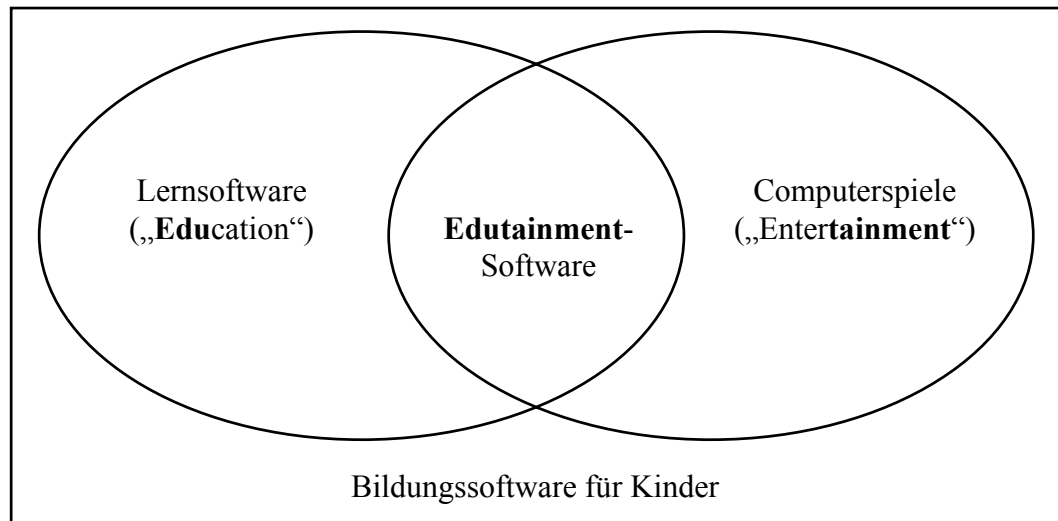 Lernsoftware
(„Education“)
Edutainment-
Software
Computerspiele
(„Entertainment“)
Bildungssoftware für Kinder